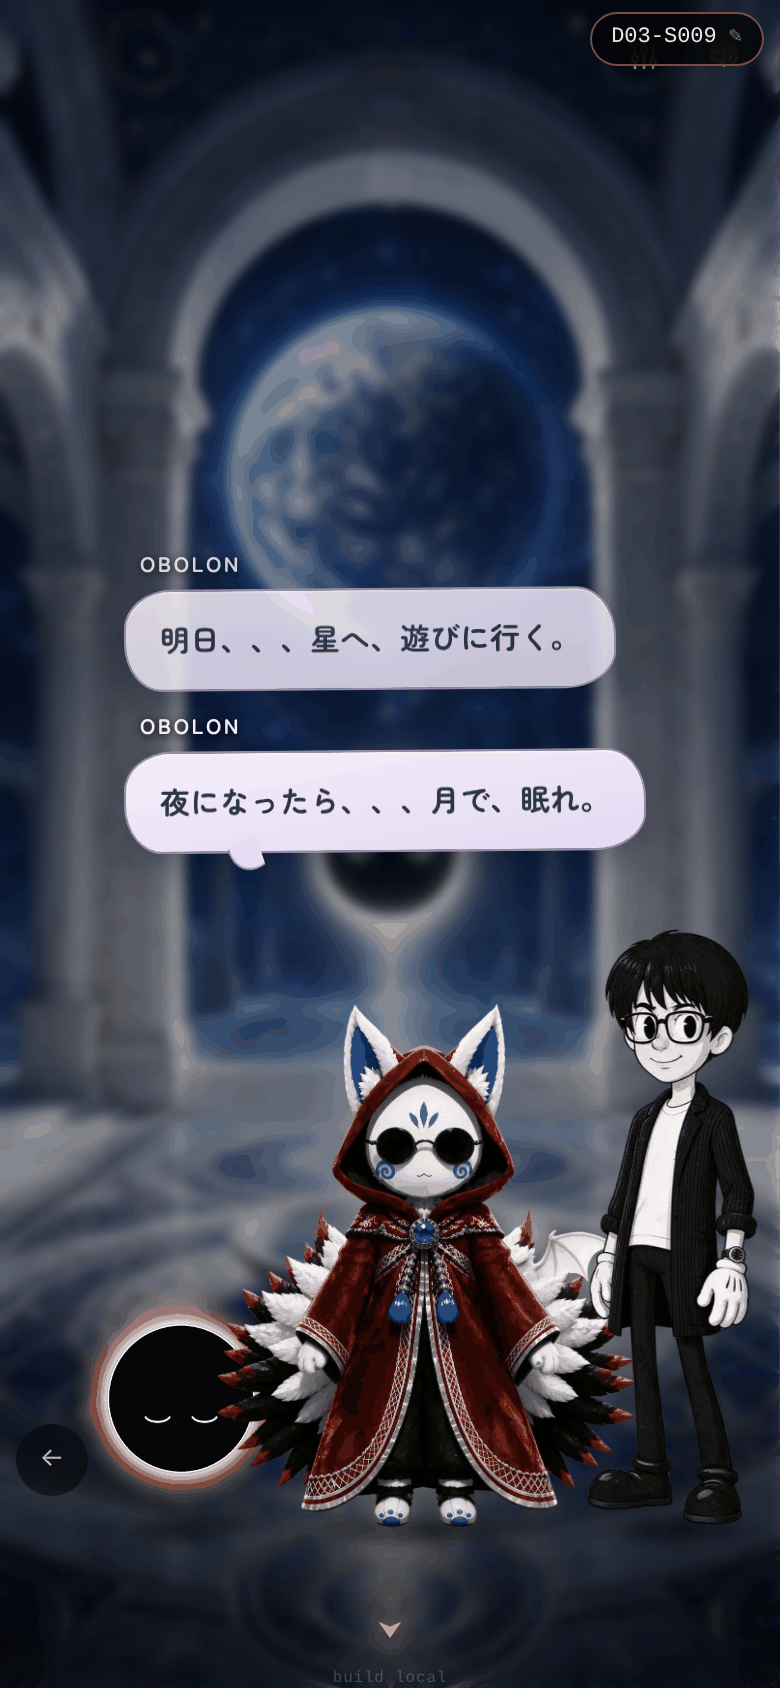 D03-S009 ✎
OBOLON
明日、、、星へ、遊びに行く。
OBOLON
夜になったら、、、月で、眠れ。
build local